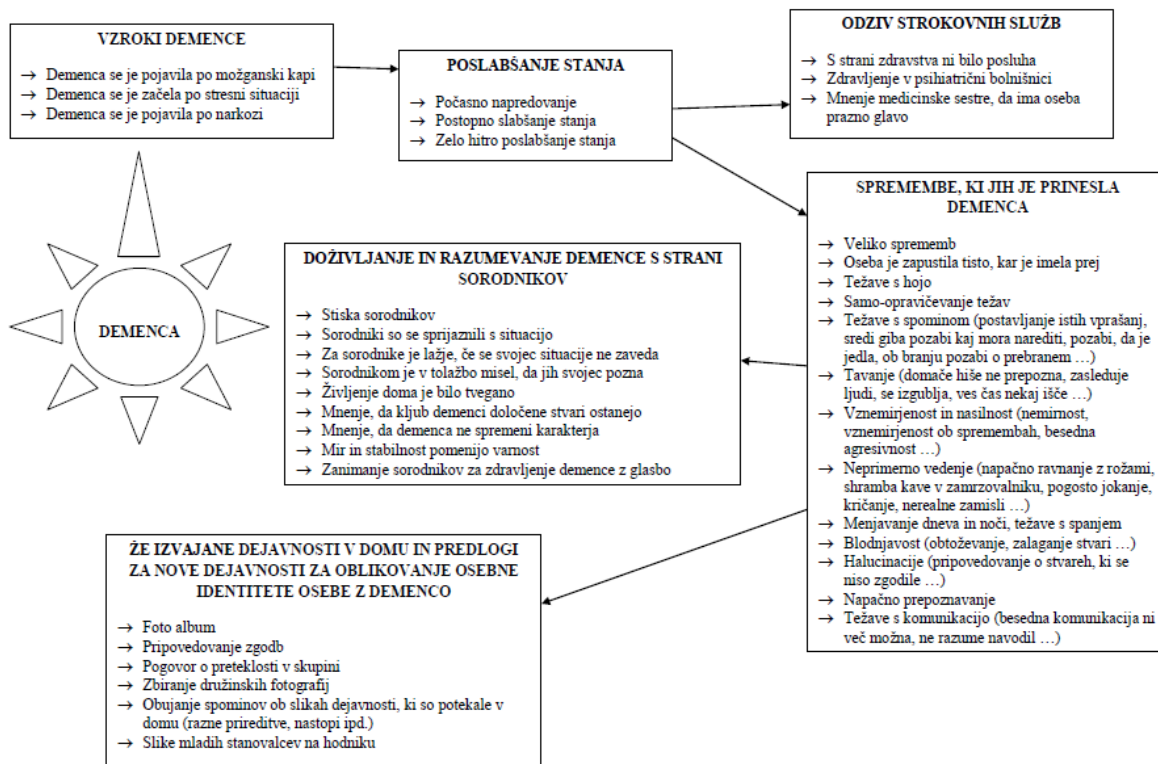 VZROKI DEMENCE
→ Demenca se je pojavila po možganski kapi
→ Demenca se je začela po stresni situaciji
→ Demenca se je pojavila po narkozi
POSLABŠANJE STANJA
→ Počasno napredovanje
→ Postopno slabšanje stanja
→ Zelo hitro poslabšanje stanja
ODZIV STROKOVNIH SLUŽB
→ S strani zdravstva ni bilo posluha
→ Zdravljenje v psihiatrični bolnišnici
→ Mnenje medicinske sestre, da ima oseba
prazno glavo
SPREMEMBE, KI JIH JE PRINESLA
DEMENCA
→ Veliko sprememb
→ Oseba je zapustila tisto, kar je imela prej
→ Težave s hojo
→ Samo-opravičevanje težav
→ Težave s spominom (postavljanje istih vprašanj,
sredi giba pozabi kaj mora narediti, pozabi, da je
jedla, ob branju pozabi o prebranem …)
→ Tavanje (domače hiše ne prepozna, zasleduje
ljudi, se izgublja, ves čas nekaj išče …)
→ Vznemirjenost in nasilnost (nemirnost,
vznemirjenost ob spremembah, besedna
agresivnost …)
→ Neprimerno vedenje (napačno ravnanje z rožami,
shramba kave v zamrzovalniku, pogosto jokanje,
kričanje, nerealne zamisli …)
→ Menjavanje dneva in noči, težave s spanjem
→ Blodnjavost (obtoževanje, zalaganje stvari …)
→ Halucinacije (pripovedovanje o stvareh, ki se
niso zgodile …)
→ Napačno prepoznavanje
→ Težave s komunikacijo (besedna komunikacija ni
več možna, ne razume navodil …)
DEMENCA
DOŽIVLJANJE IN RAZUMEVANJE DEMENCE S STRANI
SORODNIKOV
→ Stiska sorodnikov
→ Sorodniki so se sprijaznili s situacijo
→ Za sorodnike je lažje, če se svojec situacije ne zaveda
→ Sorodnikom je v tolažbo misel, da jih svojec pozna
→ Življenje doma je bilo tvegano
→ Mnenje, da kljub demenci določene stvari ostanejo
→ Mnenje, da demenca ne spremeni karakterja
→ Mir in stabilnost pomenijo varnost
→ Zanimanje sorodnikov za zdravljenje demence z glasbo
ŽE IZVAJANE DEJAVNOSTI V DOMU IN PREDLOGI
ZA NOVE DEJAVNOSTI ZA OBLIKOVANJE OSEBNE
IDENTITETE OSEBE Z DEMENCO
→ Foto album
→ Pripovedovanje zgodb
→ Pogovor o preteklosti v skupini
→ Zbiranje družinskih fotografij
→ Obujanje spominov ob slikah dejavnosti, ki so potekale v
domu (razne prireditve, nastopi ipd.)
→ Slike mladih stanovalcev na hodniku